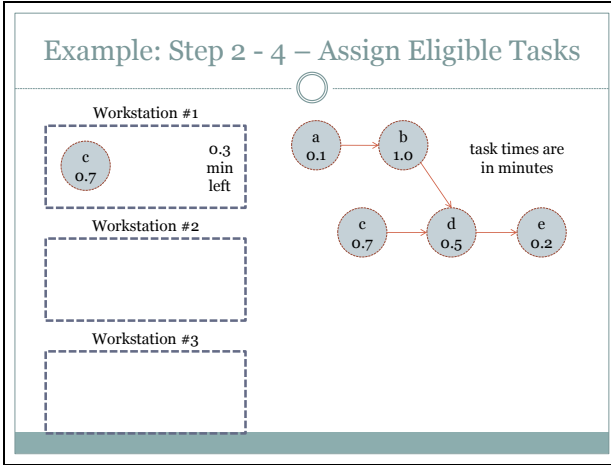 Example: Step 2 - 4 – Assign Eligible Tasks
Workstation #1
c
0.7
0.3
min
left
Workstation #2
Workstation #3
a
0.1
b
1.0
task times are
in minutes
c
0.7
d
0.5
e
0.2